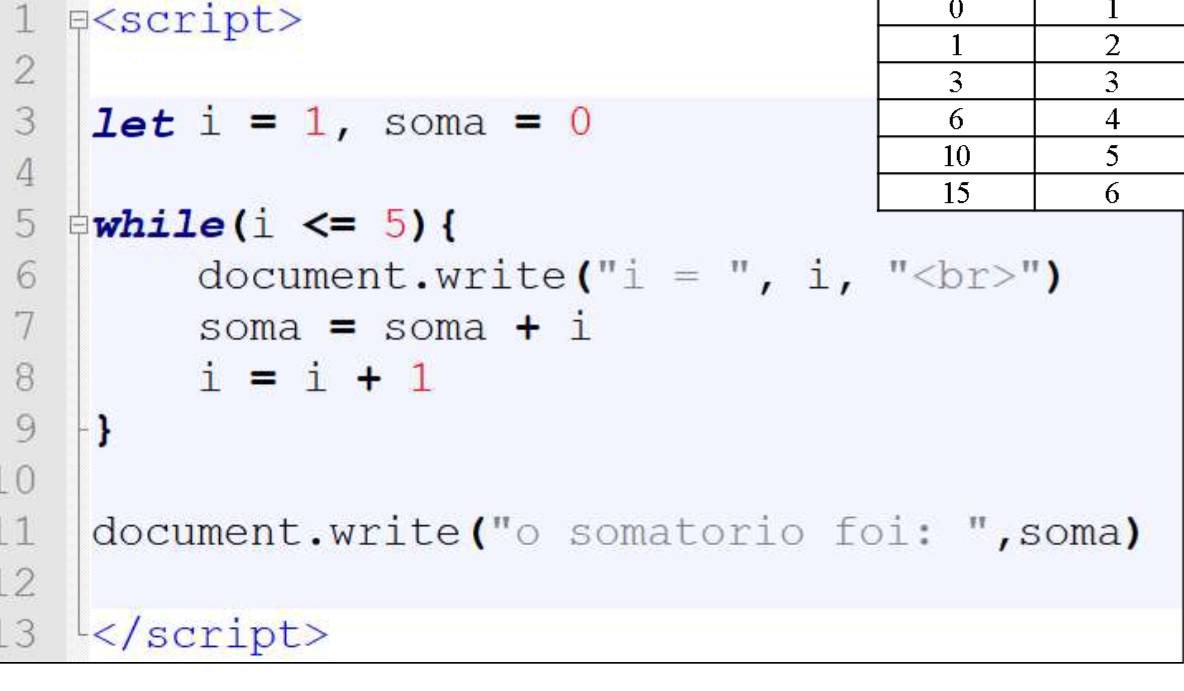 1 <script>
2
3 let i = 1, soma = 0
4
5 while(i <= 5){
6 document.write("i = ", i, "<br>")
7 soma = soma + i
8 i = i + 1
9 }
10
11 document.write("o somatorio foi: ",soma)
12
13 </script>
0 1
1 2
3 3
6 4
10 5
15 6